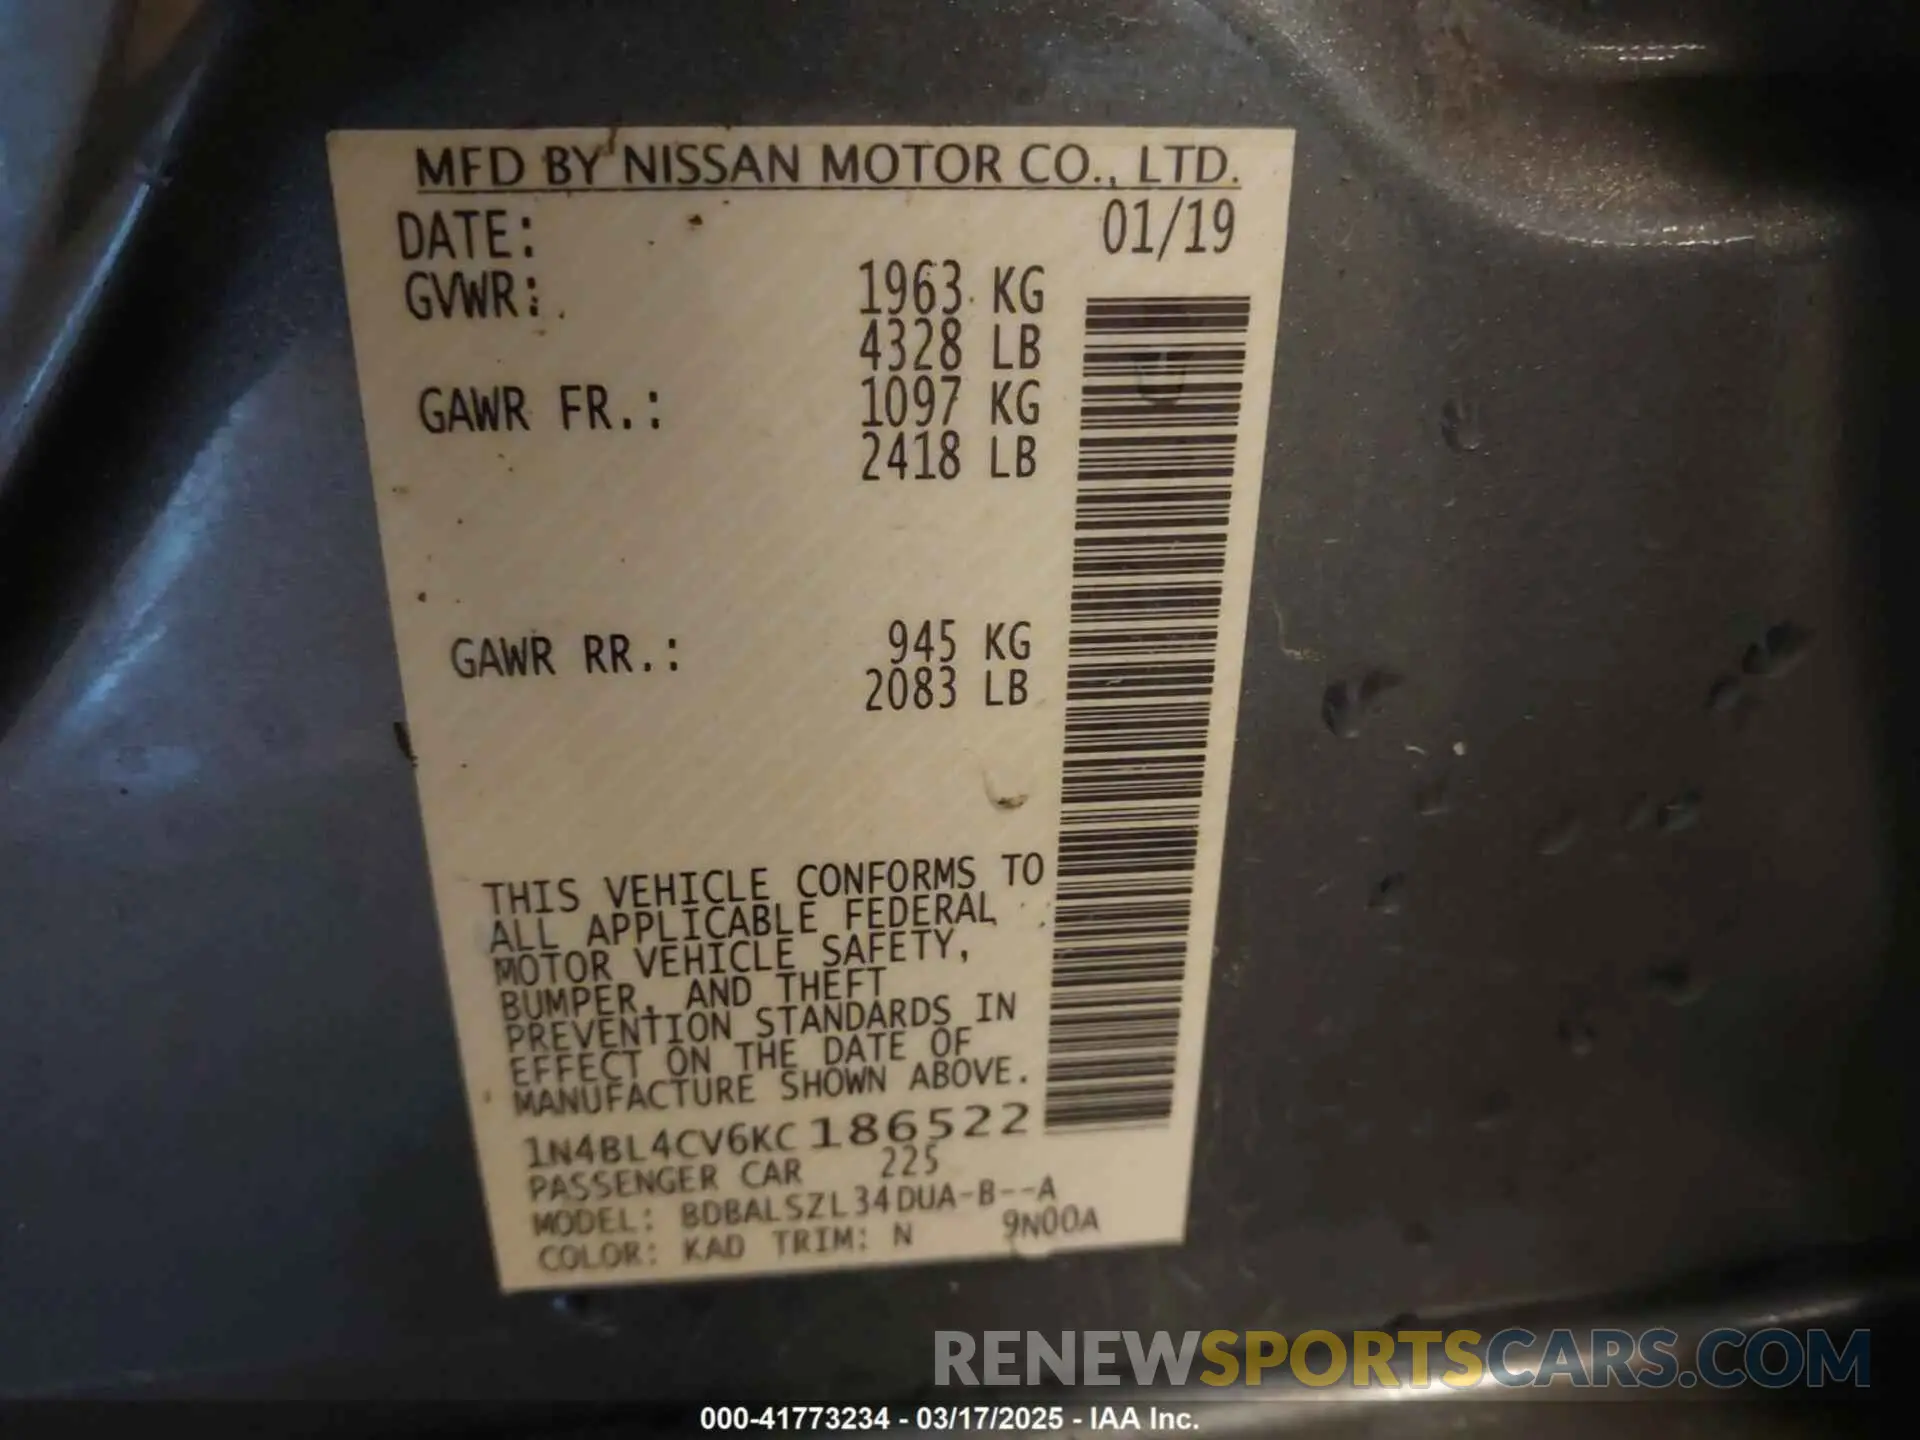 MFD BY NISSAN MOTOR CO., LTD.
DATE: 01/19
GVWR: 1963 KG
4328 LB
GAWR FR.: 1097 KG
2418 LB
GAWR RR.: 945 KG
2083 LB
THIS VEHICLE CONFORMS TO
ALL APPLICABLE FEDERAL
MOTOR VEHICLE SAFETY,
BUMPER, AND THEFT
PREVENTION STANDARDS IN
EFFECT ON THE DATE OF
MANUFACTURE SHOWN ABOVE.
1N4BL4CV6KC186522
PASSENGER CAR 225
MODEL: BDBALSZL34DUA-B--A
COLOR: KAD TRIM: N 9N00A
RENEWSPORTSCARS.COM
000-41773234 - 03/17/2025 - IAA Inc.